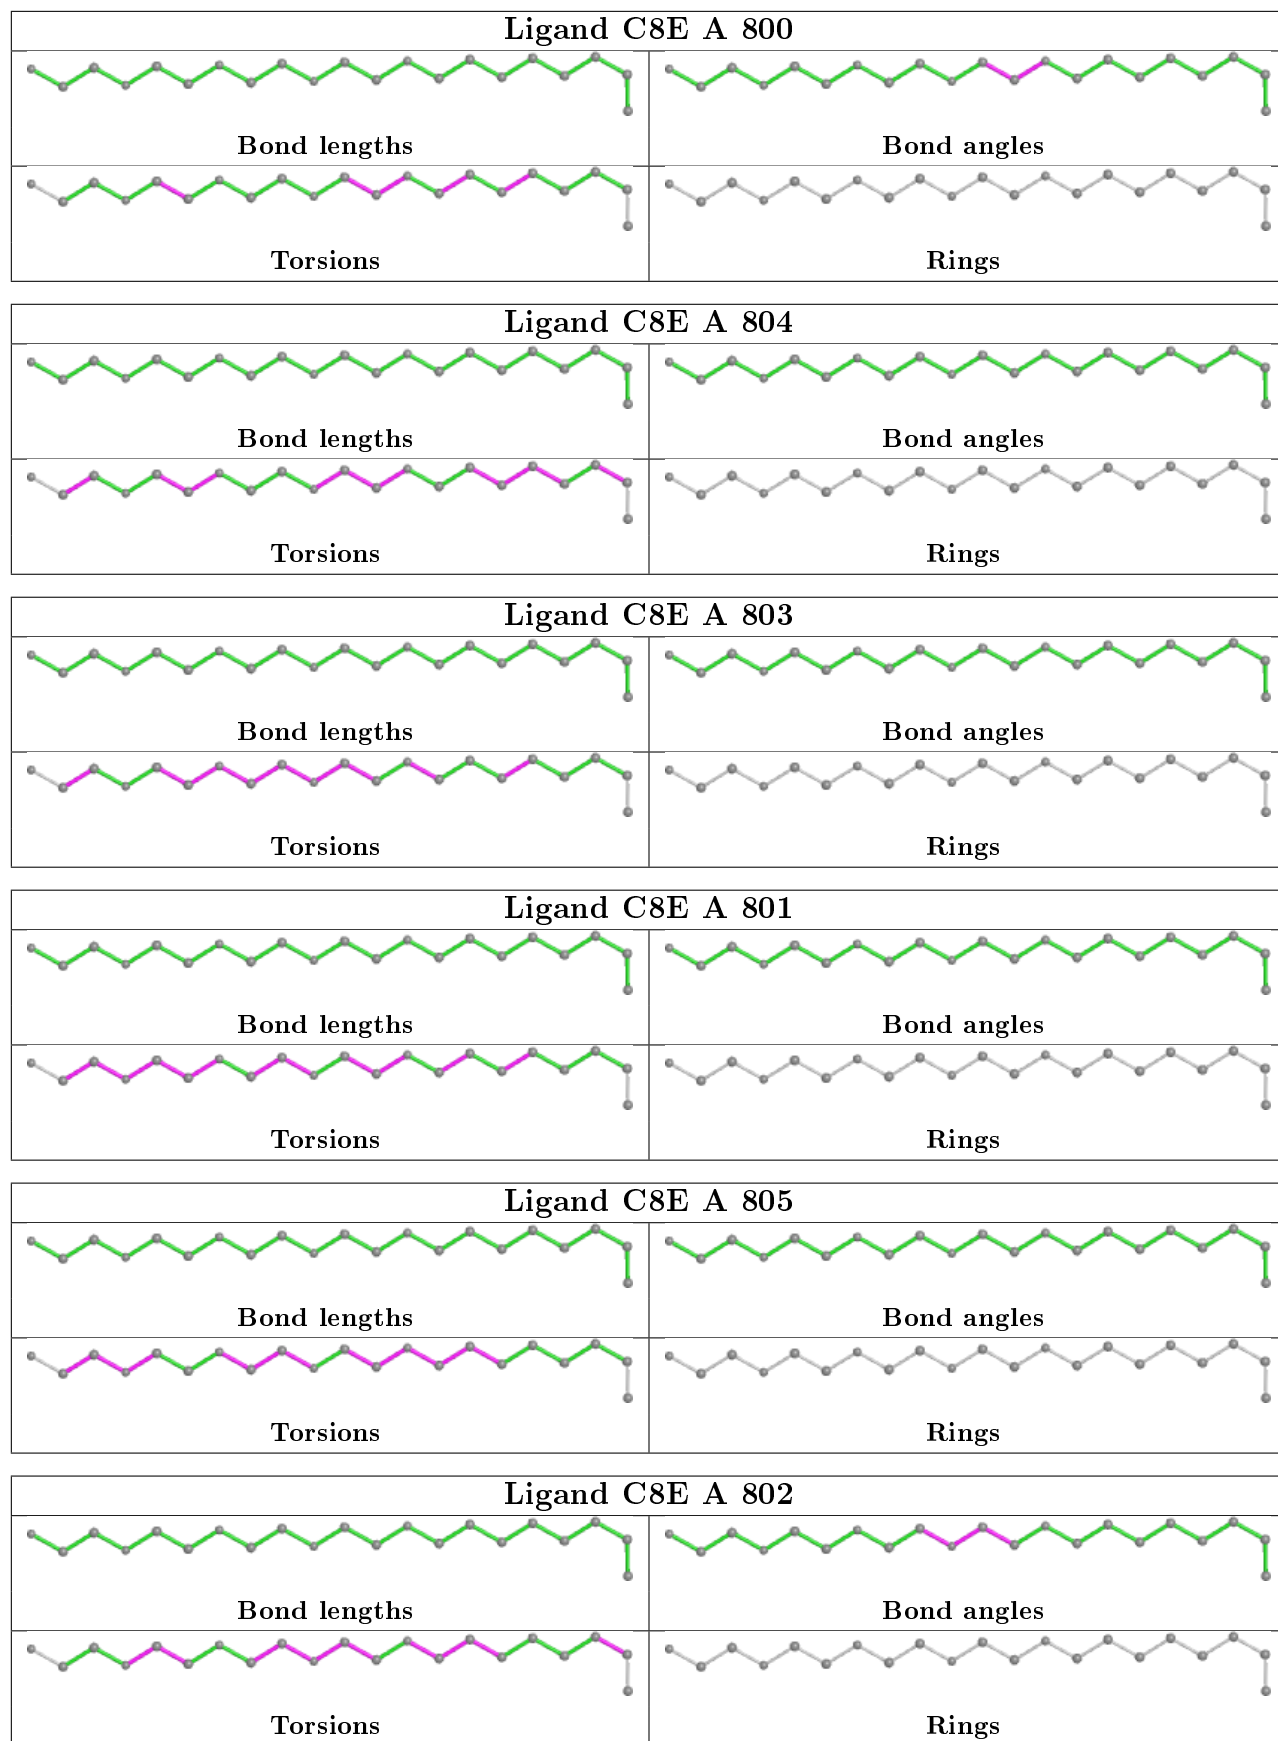 Ligand C8E A 800
Bond lengths
Bond angles
Torsions
Rings
Ligand C8E A 804
Bond lengths
Bond angles
Torsions
Rings
Ligand C8E A 803
Bond lengths
Bond angles
Torsions
Rings
Ligand C8E A 801
Bond lengths
Bond angles
Torsions
Rings
Ligand C8E A 805
Bond lengths
Bond angles
Torsions
Rings
Ligand C8E A 802
Bond lengths
Bond angles
Torsions
Rings